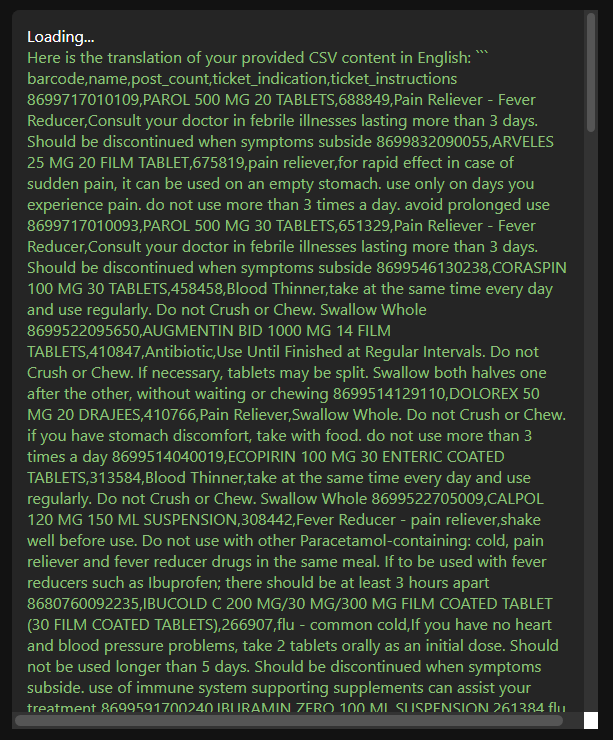 Loading...
Here is the translation of your provided CSV content in English: ```
barcode,name,post_count,ticket_indication,ticket_instructions
8699717010109,PAROL 500 MG 20 TABLETS,688849,Pain Reliever - Fever
Reducer,Consult your doctor in febrile illnesses lasting more than 3 days.
Should be discontinued when symptoms subside 8699832090055,ARVELES
25 MG 20 FILM TABLET,675819,pain reliever,for rapid effect in case of
sudden pain, it can be used on an empty stomach. use only on days you
experience pain. do not use more than 3 times a day. avoid prolonged use
8699717010093,PAROL 500 MG 30 TABLETS,651329,Pain Reliever - Fever
Reducer,Consult your doctor in febrile illnesses lasting more than 3 days.
Should be discontinued when symptoms subside 8699546130238,CORASPIN
100 MG 30 TABLETS,458458,Blood Thinner,take at the same time every day
and use regularly. Do not Crush or Chew. Swallow Whole
8699522095650,AUGMENTIN BID 1000 MG 14 FILM
TABLETS,410847,Antibiotic,Use Until Finished at Regular Intervals. Do not
Crush or Chew. If necessary, tablets may be split. Swallow both halves one
after the other, without waiting or chewing 8699514129110,DOLOREX 50
MG 20 DRAJEES,410766,Pain Reliever,Swallow Whole. Do not Crush or Chew.
if you have stomach discomfort, take with food. do not use more than 3
times a day 8699514040019,ECOPIRIN 100 MG 30 ENTERIC COATED
TABLETS,313584,Blood Thinner,take at the same time every day and use
regularly. Do not Crush or Chew. Swallow Whole 8699522705009,CALPOL
120 MG 150 ML SUSPENSION,308442,Fever Reducer - pain reliever,shake
well before use. Do not use with other Paracetamol-containing: cold, pain
reliever and fever reducer drugs in the same meal. If to be used with fever
reducers such as Ibuprofen; there should be at least 3 hours apart
8680760092235,IBUCOLD C 200 MG/30 MG/300 MG FILM COATED TABLET
(30 FILM COATED TABLETS),266907,flu - common cold,If you have no heart
and blood pressure problems, take 2 tablets orally as an initial dose. Should
not be used longer than 5 days. Should be discontinued when symptoms
subside. use of immune system supporting supplements can assist your
treatment 8699591700240,IBURAMIN ZERO 100 ML SUSPENSION,261384,flu